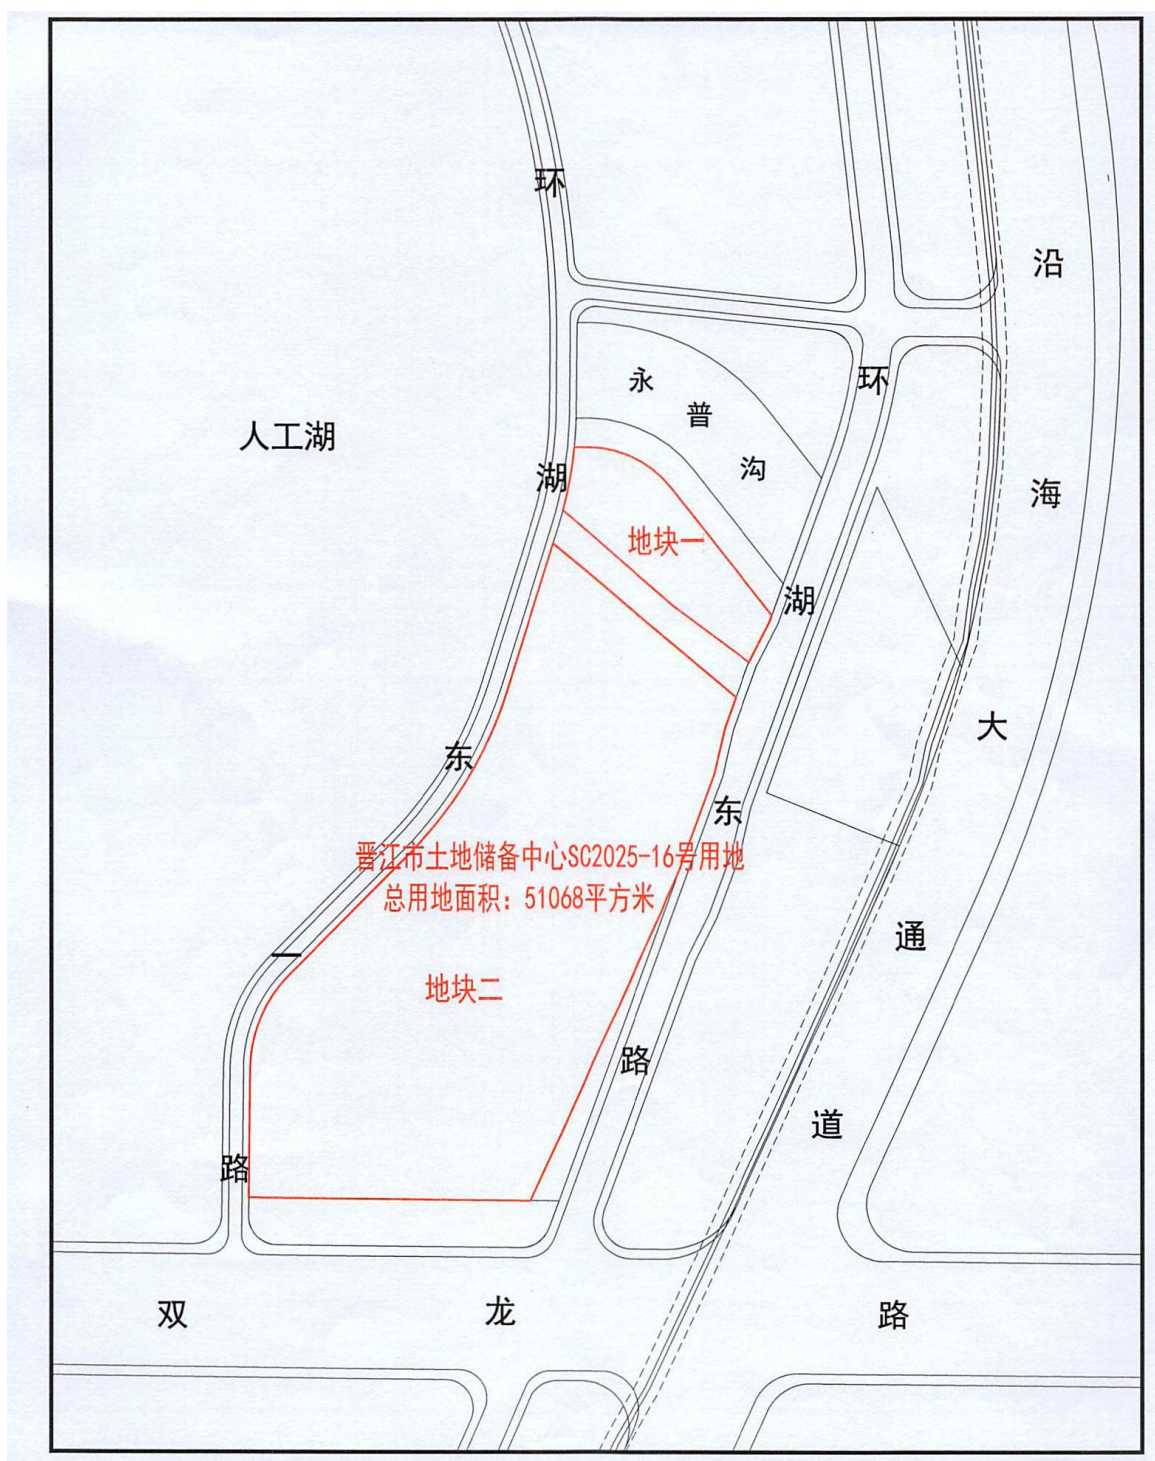 环湖东一路
人工湖
永普沟
环湖东路
沿海大通道
地块一
晋江市土地储备中心SC2025-16号用地
总用地面积：51068平方米
地块二
双龙路